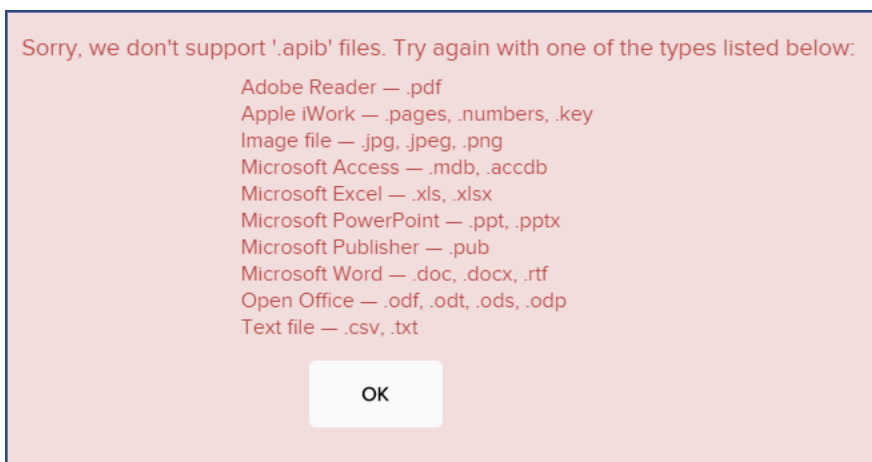 Sorry, we don't support '.apib' files. Try again with one of the types listed below:
Adobe Reader — .pdf
Apple iWork — .pages, .numbers, .key
Image file — .jpg, .jpeg, .png
Microsoft Access — .mdb, .accdb
Microsoft Excel — .xls, .xlsx
Microsoft PowerPoint — .ppt, .pptx
Microsoft Publisher — .pub
Microsoft Word — .doc, .docx, .rtf
Open Office — .odf, .odt, .ods, .odp
Text file — .csv, .txt
OK